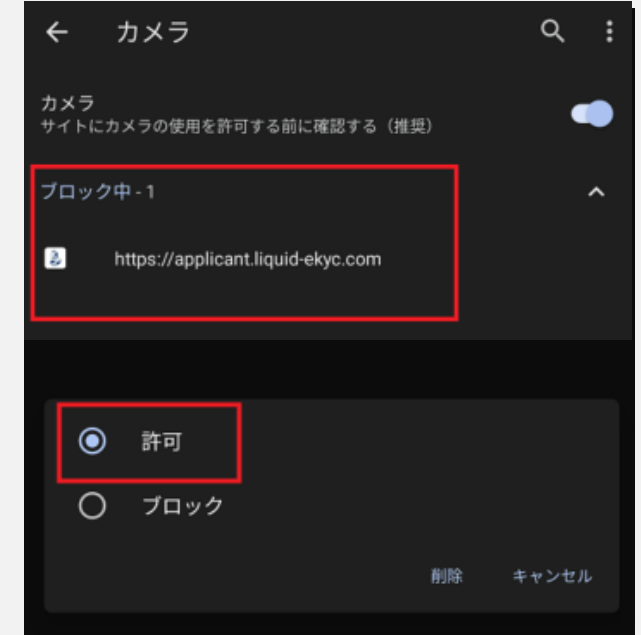 カメラ
カメラ
サイトにカメラの使用を許可する前に確認する（推奨）
ブロック中 - 1
https://applicant.liquid-ekyc.com
許可
ブロック
削除 キャンセル